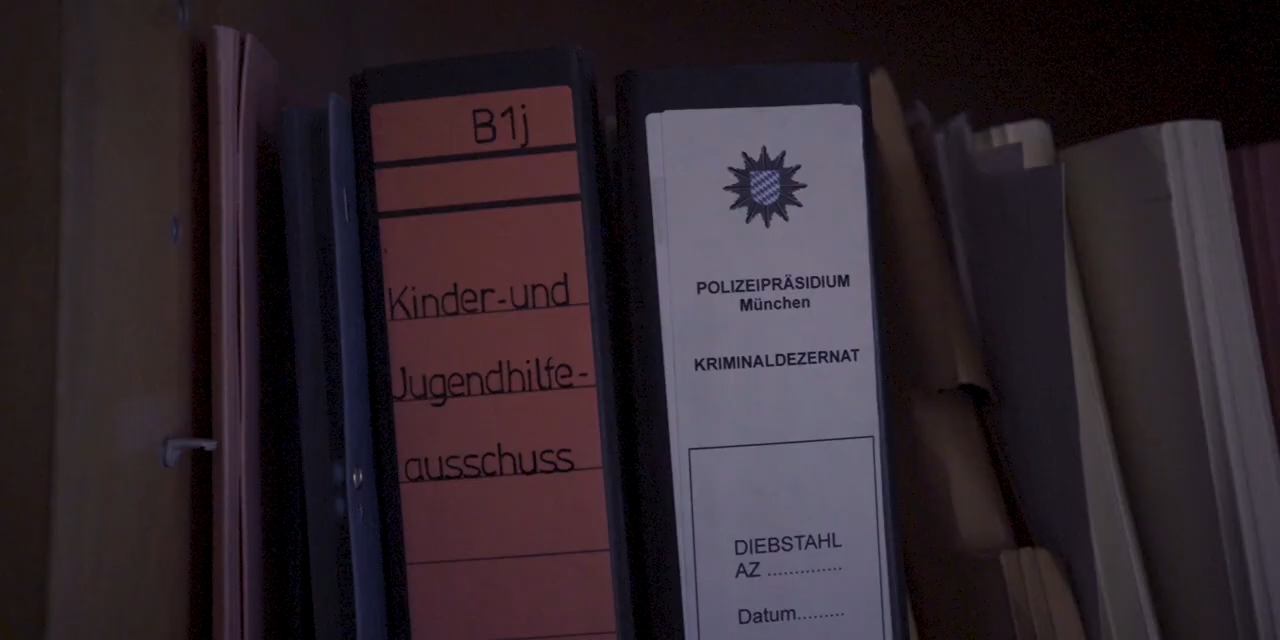 B1j
Kinder-und
Jugendhilfe-
ausschuss
POLIZEIPRÄSIDIUM
München
KRIMINALDEZERNAT
DIEBSTAHL
AZ ..............
Datum.........